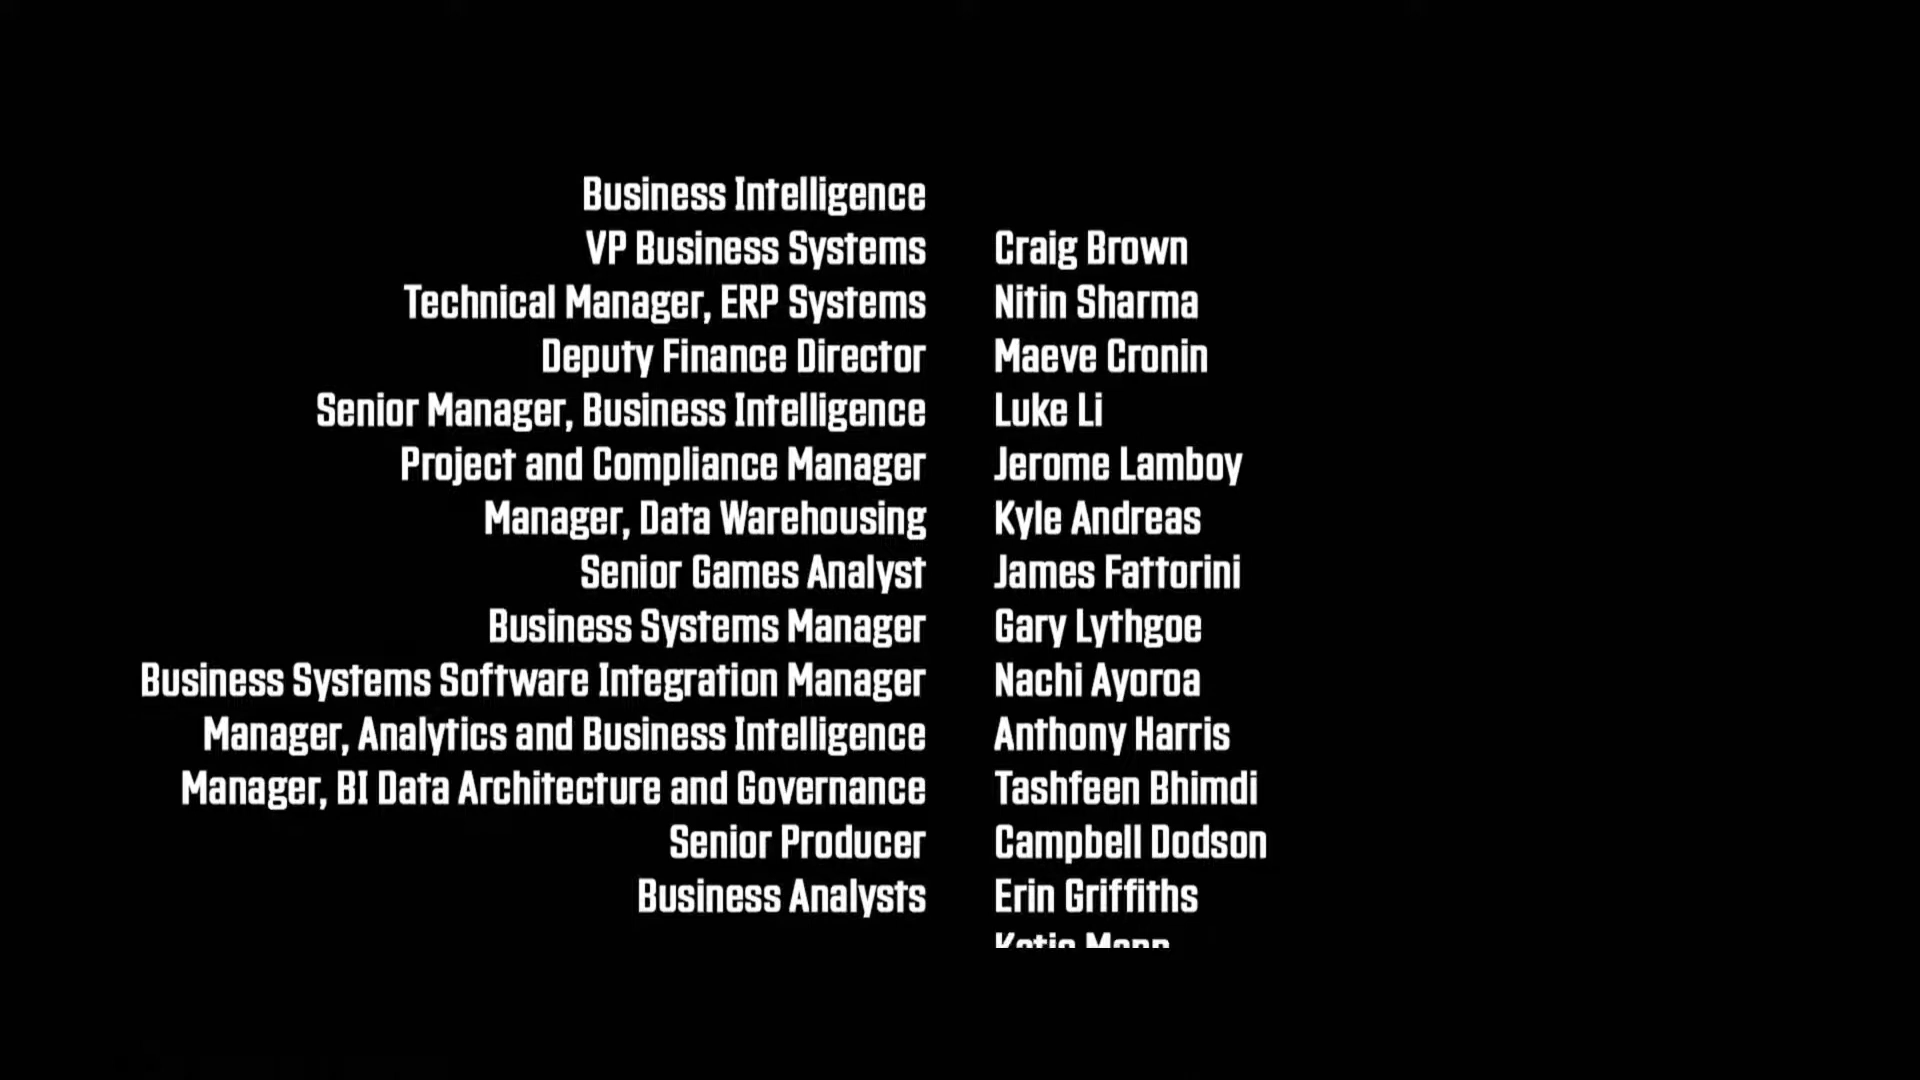 Business Intelligence
VP Business Systems Craig Brown
Technical Manager, ERP Systems Nitin Sharma
Deputy Finance Director Maeve Cronin
Senior Manager, Business Intelligence Luke Li
Project and Compliance Manager Jerome Lamboy
Manager, Data Warehousing Kyle Andreas
Senior Games Analyst James Fattorini
Business Systems Manager Gary Lythgoe
Business Systems Software Integration Manager Nachi Ayoroa
Manager, Analytics and Business Intelligence Anthony Harris
Manager, BI Data Architecture and Governance Tashfeen Bhimdi
Senior Producer Campbell Dodson
Business Analysts Erin Griffiths